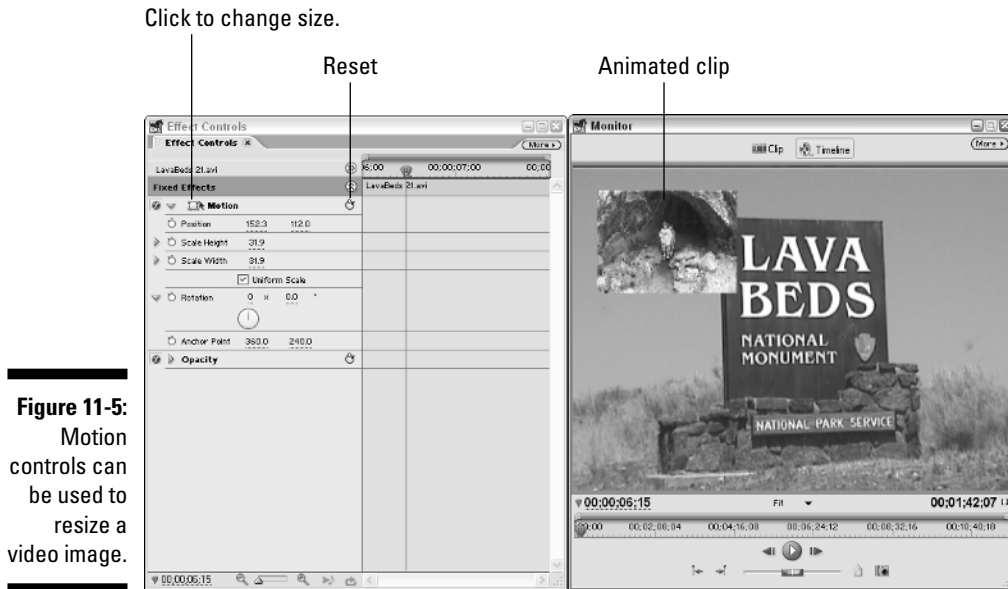 Click to change size.
Reset
Animated clip
Effect Controls
Effect Controls
More
LavaBeds 21.avi
00:00:07:00
00;00
Fixed Effects
LavaBeds 21.avi
Motion
Position 152.3 112.0
Scale Height 31.9
Scale Width 31.9
Uniform Scale
Rotation 0 x 0.0 °
Anchor Point 360.0 240.0
Opacity
00;00;06;15
Monitor
Clip
Timeline
More
LAVA
BEDS
NATIONAL
MONUMENT
NATIONAL PARK SERVICE
00;00;06;15
Fit
00;01;42;07
00;02;08;04 00;04;16;08 00;06;24;12 00;08;32;16 00;10;40;18
Figure 11-5:
Motion
controls can
be used to
resize a
video image.